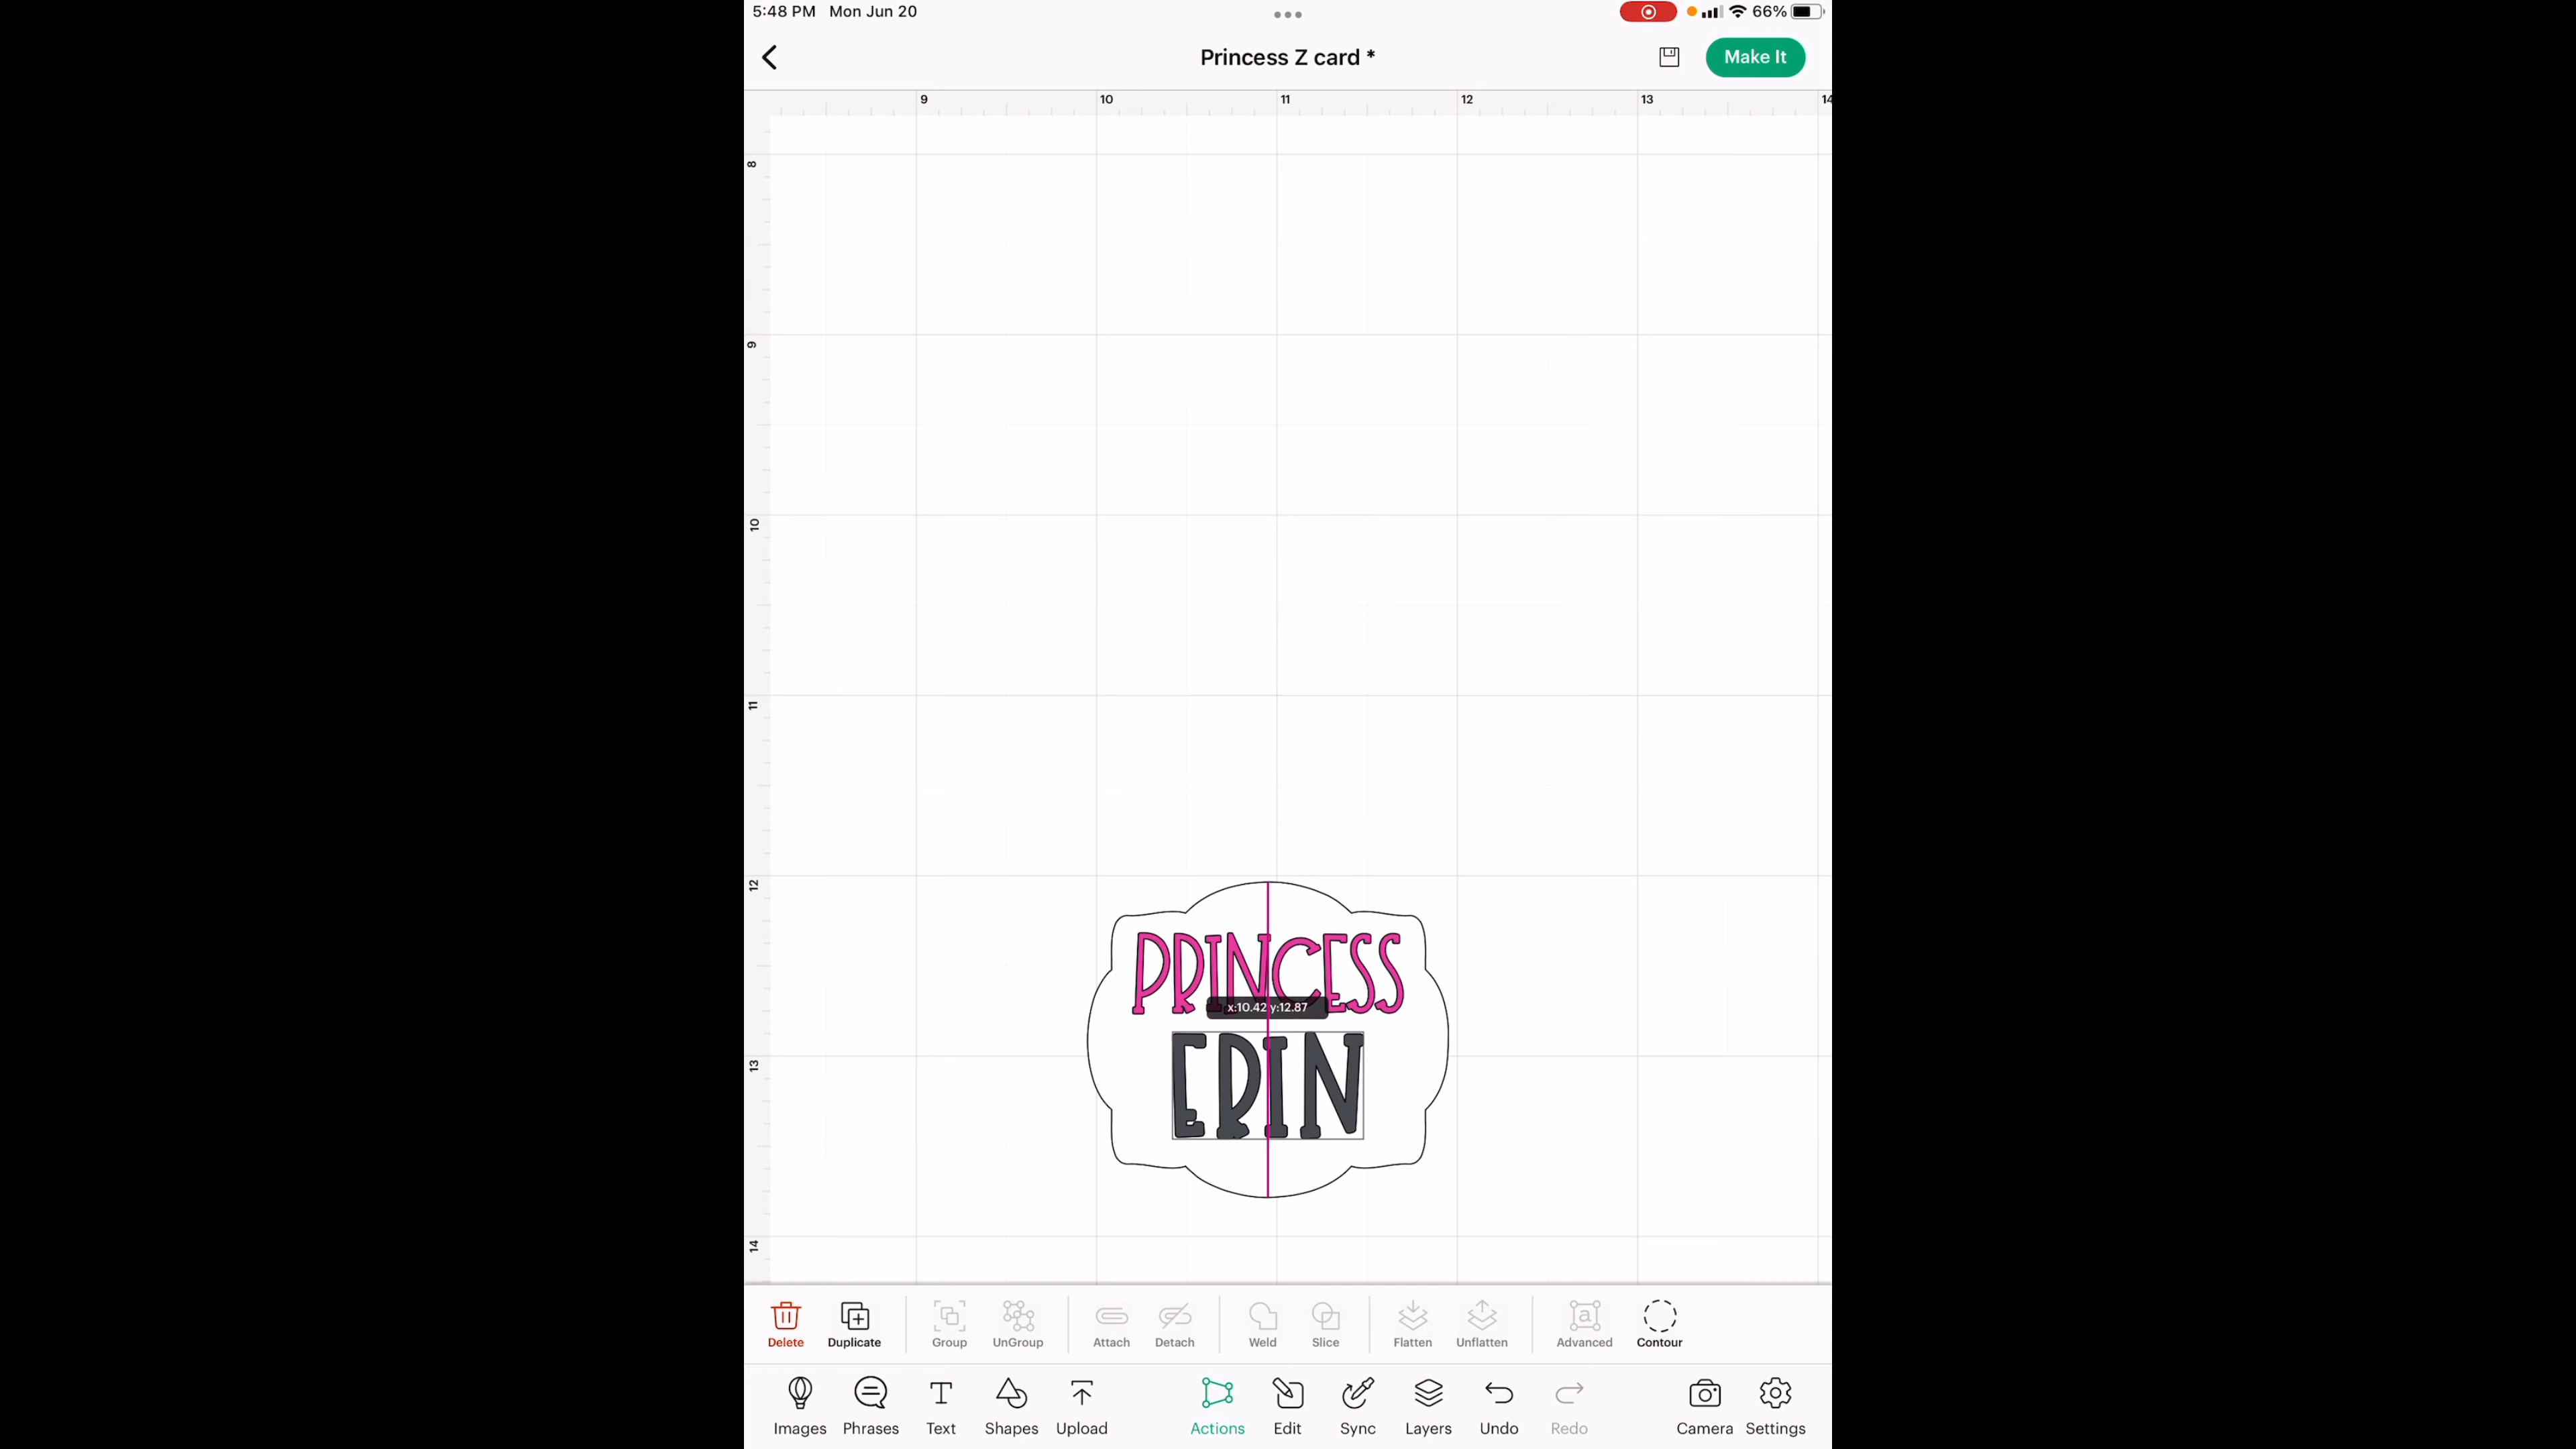 5:48 PM Mon Jun 20
66%
Princess Z card *
Make It
9 10 11 12 13 14
8
9
10
11
12
13
14
PRINCESS
x:10.42 y:12.87
ERIN
Delete Duplicate Group UnGroup Attach Detach Weld Slice Flatten Unflatten Advanced Contour
Images Phrases Text Shapes Upload Actions Edit Sync Layers Undo Redo Camera Settings